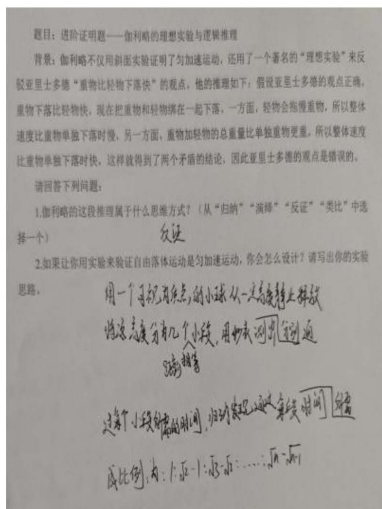 题目：进阶证明题——伽利略的理想实验与逻辑推理
背景：伽利略不仅用斜面实验证明了匀加速运动，还用了一个著名的“理想实验”来反
驳亚里士多德“重物比轻物下落快”的观点，他的推理如下：假设亚里士多德的观点正确，
重物下落比轻物快，现在把重物和轻物绑在一起下落，一方面，轻物会拖慢重物，所以整体
速度比重物单独下落时慢，另一方面，重物加轻物的总重量比单独重物更重，所以整体速度
比重物单独下落时快，这样就得到了两个矛盾的结论，因此亚里士多德的观点是错误的。
请回答下列问题：
1.伽利略的这段推理属于什么思维方式？（从“归纳”“演绎”“反证”“类比”中选
择一个）
反证
2.如果让你用实验来验证自由落体运动是匀加速运动，你会怎么设计？请写出你的实验
思路。
用一个可视为质点的小球从一定高度静止释放
将该高度分为几个小段，用秒表测
相等
过每个小段所需的时间，每段时间
成比例，为：1:√2-1:√3-√2:……:√n-√n-1